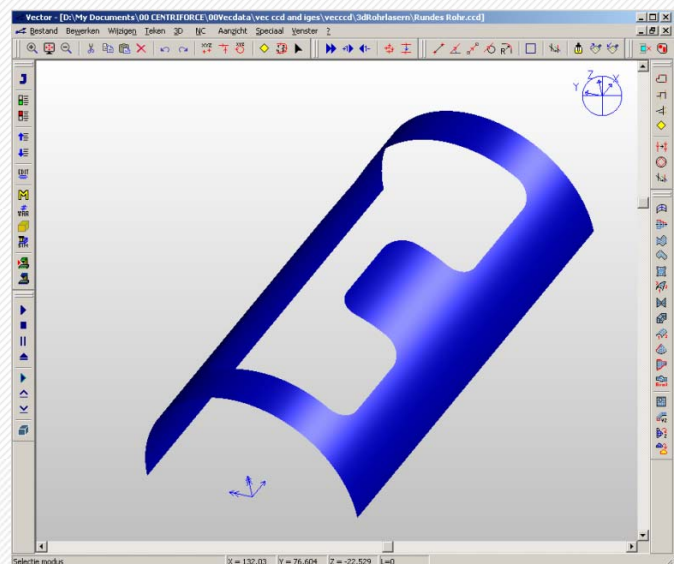 Vector - [D:\My Documents\00 CENTRIFORCE\00Vecdata\vec ccd and iges\vecccd\3dRohrlasern\Rundes Rohr.ccd]
Bestand Bewerken Wijzigen Teken 3D NC Aanzicht Speciaal Venster ?
XYZ
J
EDIT
M
Z
Y X
Selectie modus X = 132.03 Y = 76.604 Z = -22.529 L=0